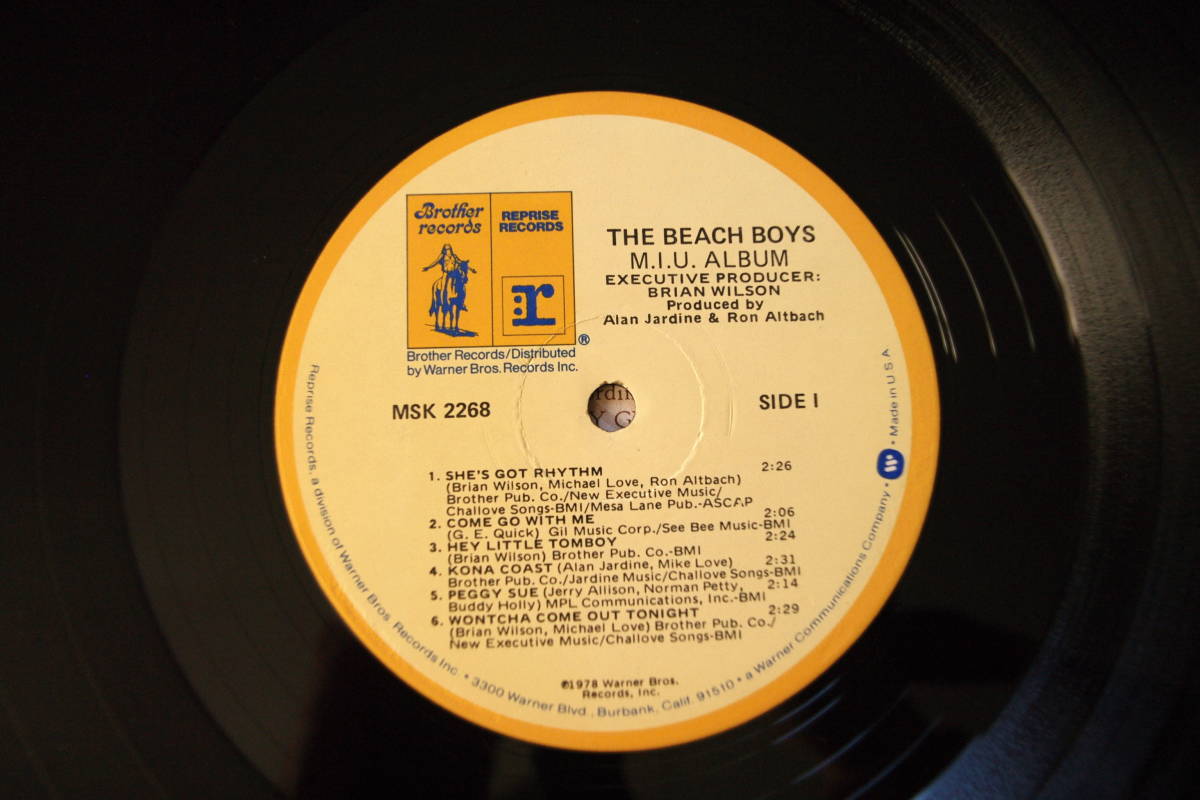 Brother
records
REPRISE
RECORDS
r
®
Brother Records/Distributed
by Warner Bros. Records Inc.
THE BEACH BOYS
M.I.U. ALBUM
EXECUTIVE PRODUCER:
BRIAN WILSON
Produced by
Alan Jardine & Ron Altbach
MSK 2268
SIDE I
1. SHE'S GOT RHYTHM 2:26
(Brian Wilson, Michael Love, Ron Altbach)
Brother Pub. Co./New Executive Music/
Challove Songs-BMI/Mesa Lane Pub.-ASCAP
2. COME GO WITH ME 2:06
(G. E. Quick) Gil Music Corp./See Bee Music-BMI
3. HEY LITTLE TOMBOY 2:24
(Brian Wilson) Brother Pub. Co.-BMI
4. KONA COAST (Alan Jardine, Mike Love) 2:31
Brother Pub. Co./Jardine Music/Challove Songs-BMI
5. PEGGY SUE (Jerry Allison, Norman Petty, 2:14
Buddy Holly) MPL Communications, Inc.-BMI
6. WONTCHA COME OUT TONIGHT 2:29
(Brian Wilson, Michael Love) Brother Pub. Co./
New Executive Music/Challove Songs-BMI
℗1978 Warner Bros.
Records, Inc.
Reprise Records, a division of Warner Bros. Records Inc. • 3300 Warner Blvd., Burbank, Calif. 91510 • a Warner Communications Company • W • Made in U S A